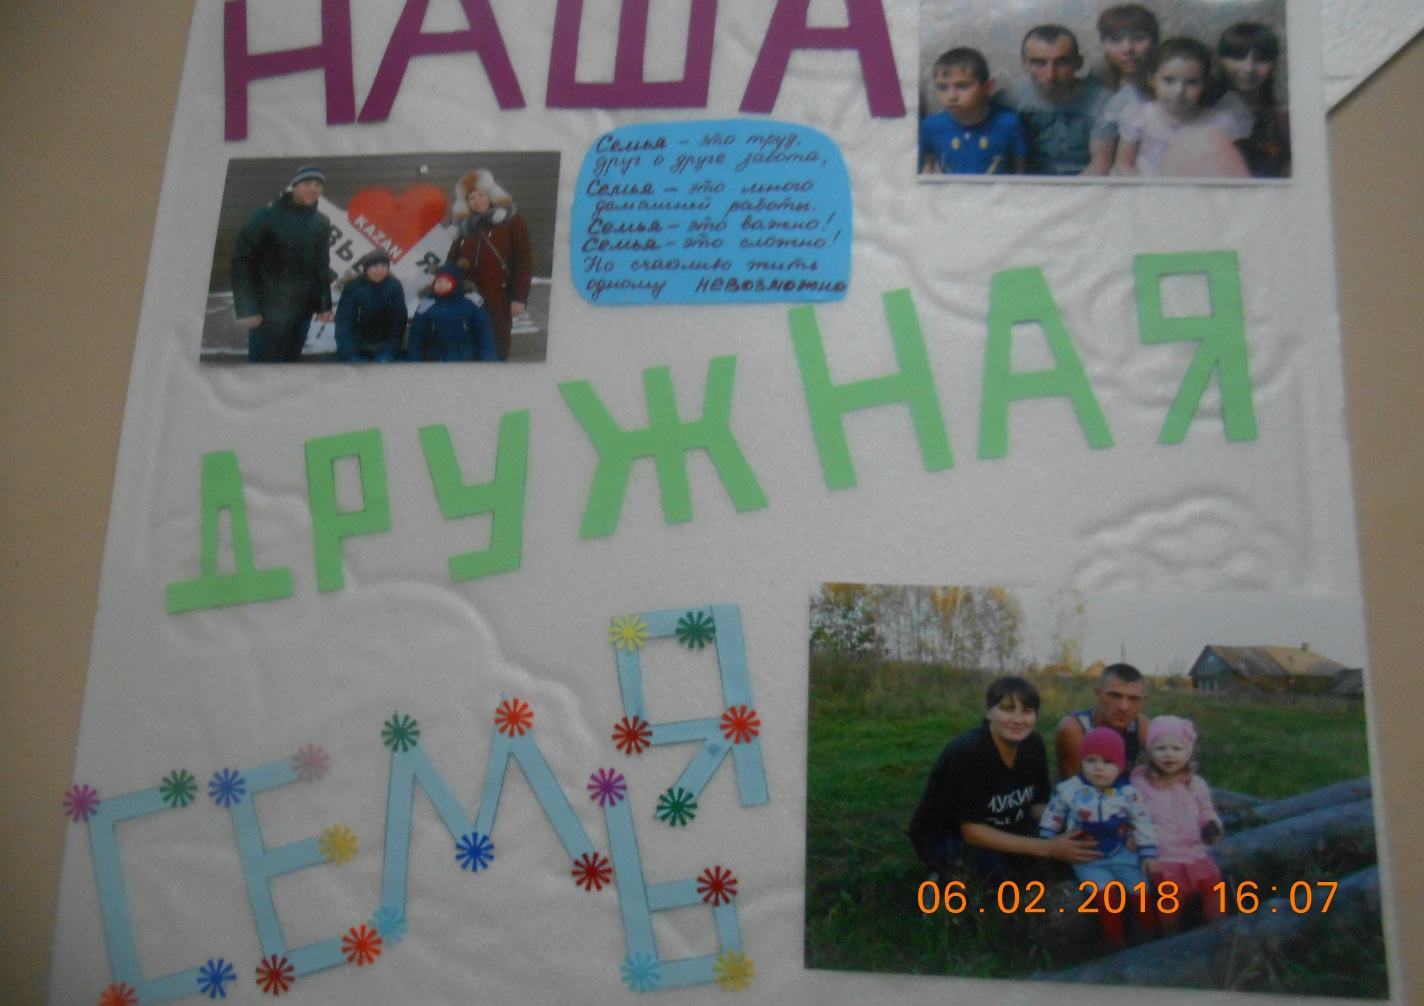 НАША
Семья – это труд,
друг о друге забота,
Семья – это много
домашней работы.
Семья – это важно!
Семья – это сложно!
Но счастливо жить
одному невозможно
KAZAN
ДРУЖНАЯ
СЕМЬЯ
06.02.2018 16:07